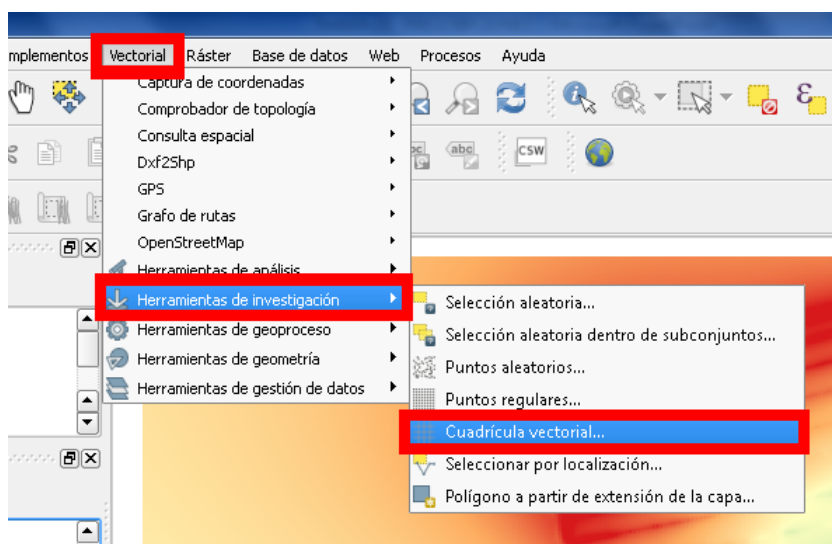 mplementos Vectorial Ráster Base de datos Web Procesos Ayuda
Captura de coordenadas
Comprobador de topología
Consulta espacial
Dxf2Shp
GPS
Grafo de rutas
OpenStreetMap
Herramientas de análisis
Herramientas de investigación
Herramientas de geoproceso
Herramientas de geometría
Herramientas de gestión de datos
Selección aleatoria...
Selección aleatoria dentro de subconjuntos...
Puntos aleatorios...
Puntos regulares...
Cuadrícula vectorial...
Seleccionar por localización...
Polígono a partir de extensión de la capa...
abc
CSW
ε